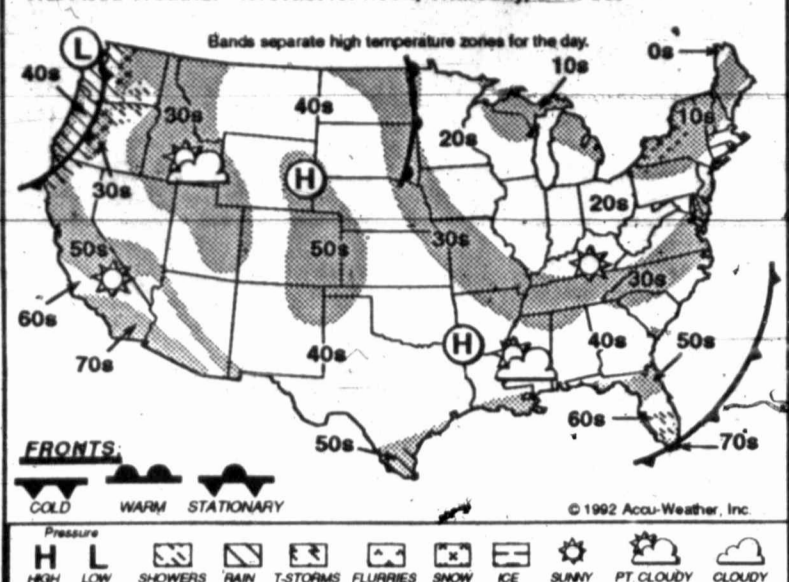 Bands separate high temperature zones for the day.
L
0s
10s
40s
30s
40s
20s
10s
30s
H
20s
50s
50s
30s
30s
60s
70s
40s
H
40s
50s
60s
50s
70s
FRONTS:
COLD WARM STATIONARY
© 1992 Accu-Weather, Inc.
Pressure
H L
HIGH LOW SHOWERS RAIN T-STORMS FLURRIES SNOW ICE SUNNY PT. CLOUDY CLOUDY